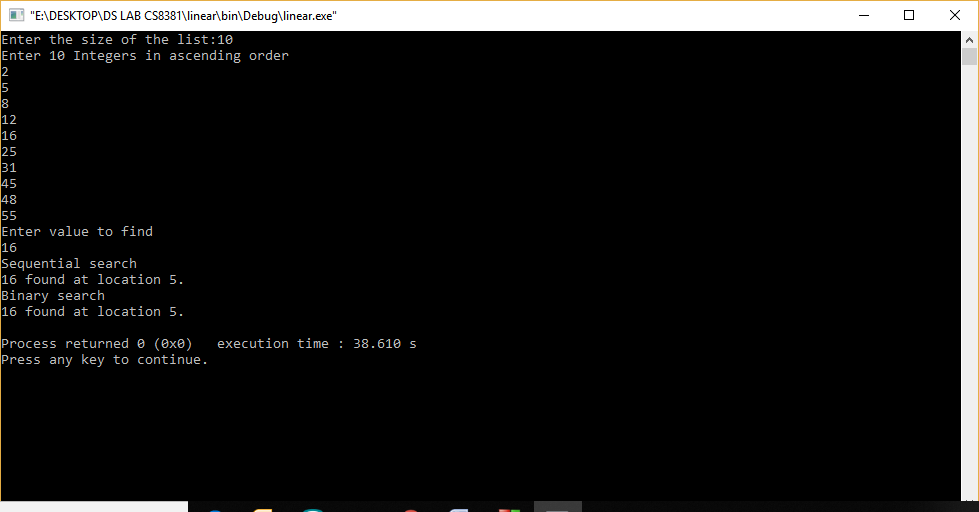 "E:\DESKTOP\DS LAB CS8381\linear\bin\Debug\linear.exe"
Enter the size of the list:10
Enter 10 Integers in ascending order
2
5
8
12
16
25
31
45
48
55
Enter value to find
16
Sequential search
16 found at location 5.
Binary search
16 found at location 5.
Process returned 0 (0x0)   execution time : 38.610 s
Press any key to continue.